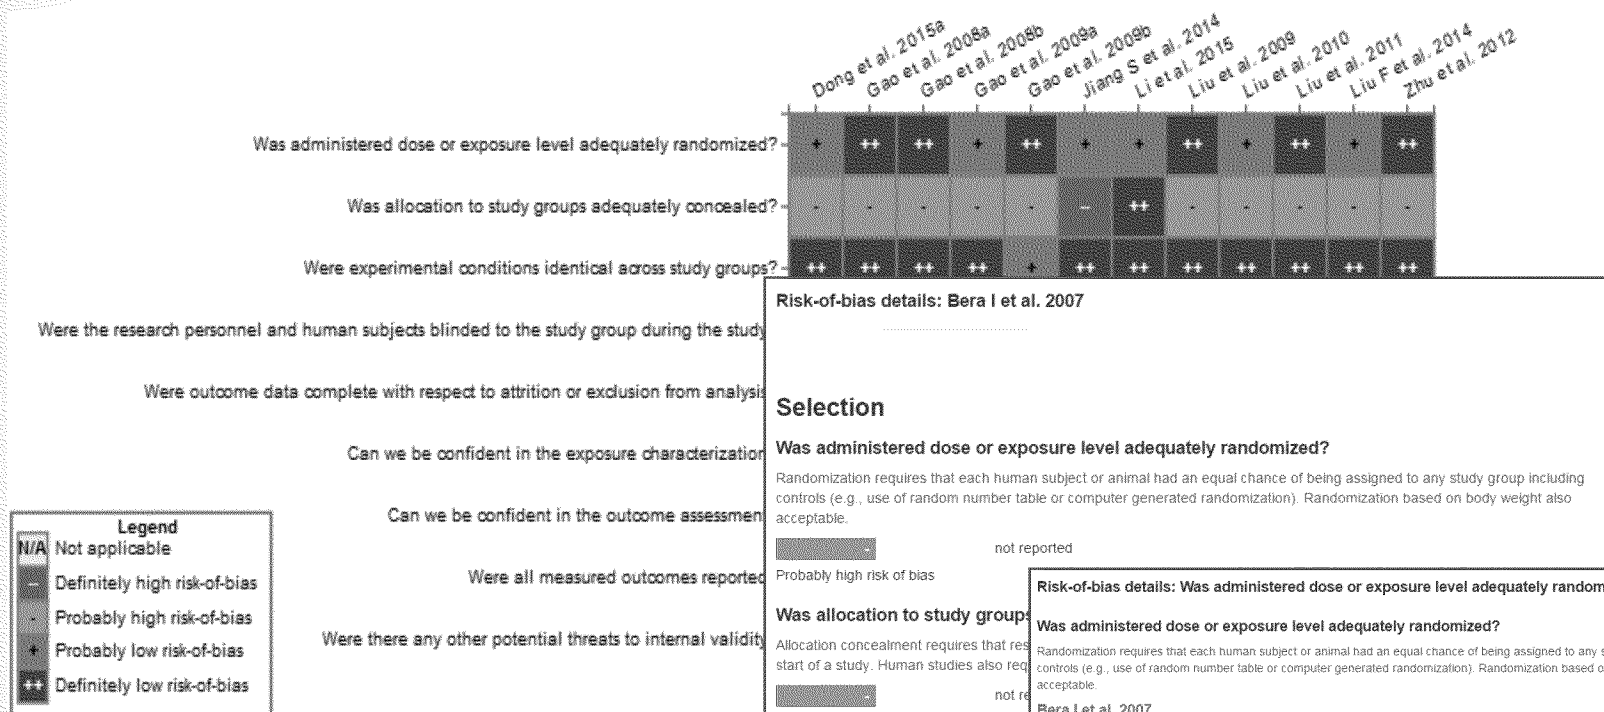 Dong et al. 2015a
Gao et al. 2008a
Gao et al. 2008b
Gao et al. 2009a
Gao et al. 2009b
Jiang S et al. 2014
Li et al. 2015
Liu et al. 2009
Liu et al. 2010
Liu et al. 2011
Liu F et al. 2014
Zhu et al. 2012
Was administered dose or exposure level adequately randomized? + ++ ++ + ++ + + ++ + ++ + ++
Was allocation to study groups adequately concealed? - - - - - -- ++ - - - - -
Were experimental conditions identical across study groups? ++ ++ ++ ++ + ++ ++ ++ ++ ++ ++ ++
Were the research personnel and human subjects blinded to the study group during the study
Were outcome data complete with respect to attrition or exclusion from analysis
Can we be confident in the exposure characterization
Can we be confident in the outcome assessmen
Were all measured outcomes reported
Were there any other potential threats to internal validity
Legend
N/A Not applicable
-- Definitely high risk-of-bias
- Probably high risk-of-bias
+ Probably low risk-of-bias
++ Definitely low risk-of-bias
Risk-of-bias details: Bera I et al. 2007
Selection
Was administered dose or exposure level adequately randomized?
Randomization requires that each human subject or animal had an equal chance of being assigned to any study group including
controls (e.g., use of random number table or computer generated randomization). Randomization based on body weight also
acceptable.
- not reported
Probably high risk of bias
Was allocation to study groups
Allocation concealment requires that res
start of a study. Human studies also req
- not re
Risk-of-bias details: Was administered dose or exposure level adequately random
Was administered dose or exposure level adequately randomized?
Randomization requires that each human subject or animal had an equal chance of being assigned to any s
controls (e.g., use of random number table or computer generated randomization). Randomization based o
acceptable.
Bera I et al. 2007